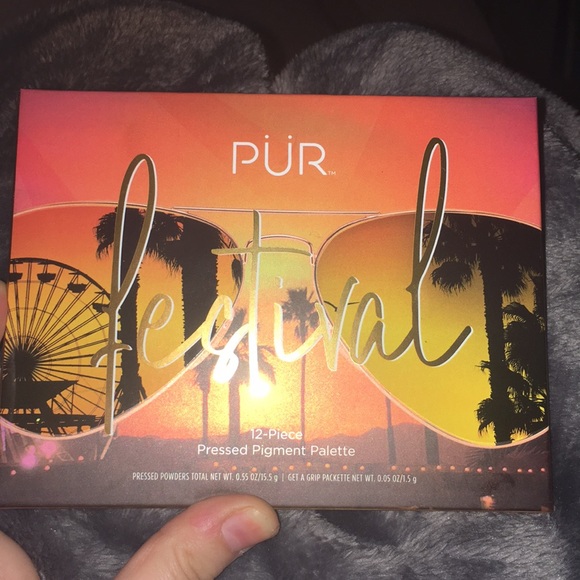 PÜR™
festival
12-Piece
Pressed Pigment Palette
PRESSED POWDERS TOTAL NET WT. 0.55 OZ/15.5 g | GET A GRIP PACKETTE NET WT. 0.05 OZ/1.5 g